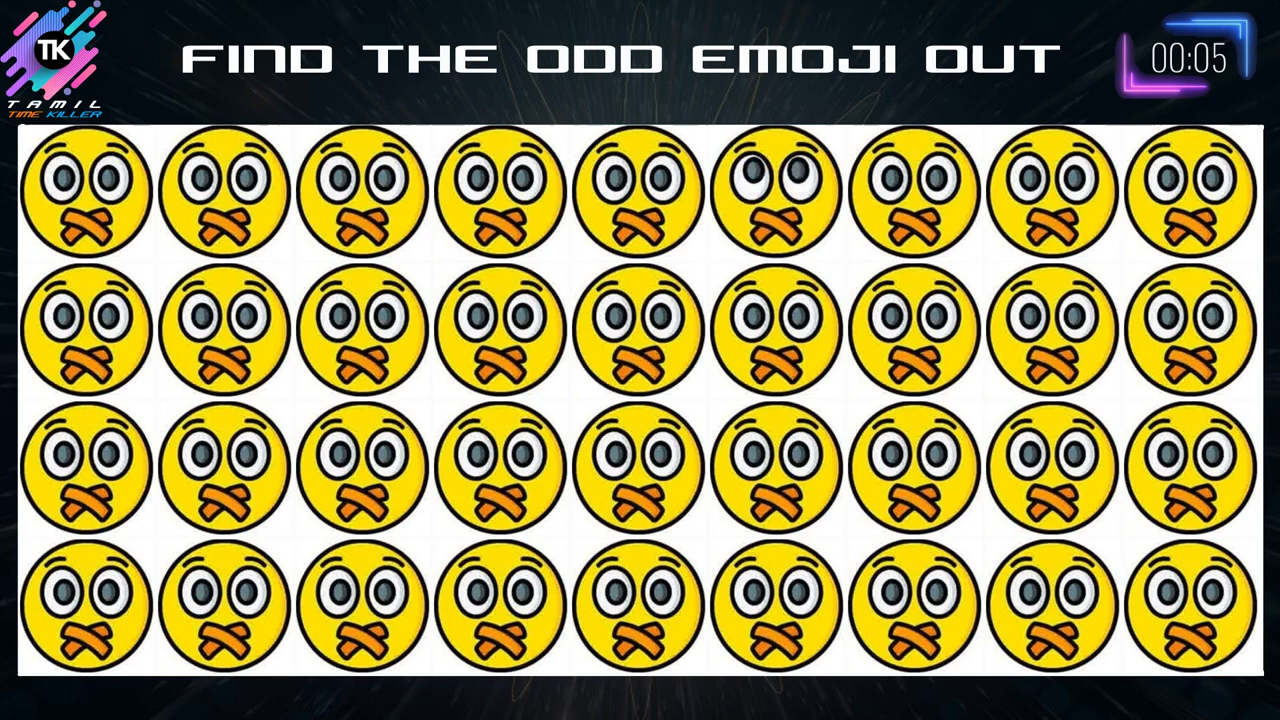 TK
TAMIL
TIME KILLER
FIND THE ODD EMOJI OUT
00:05